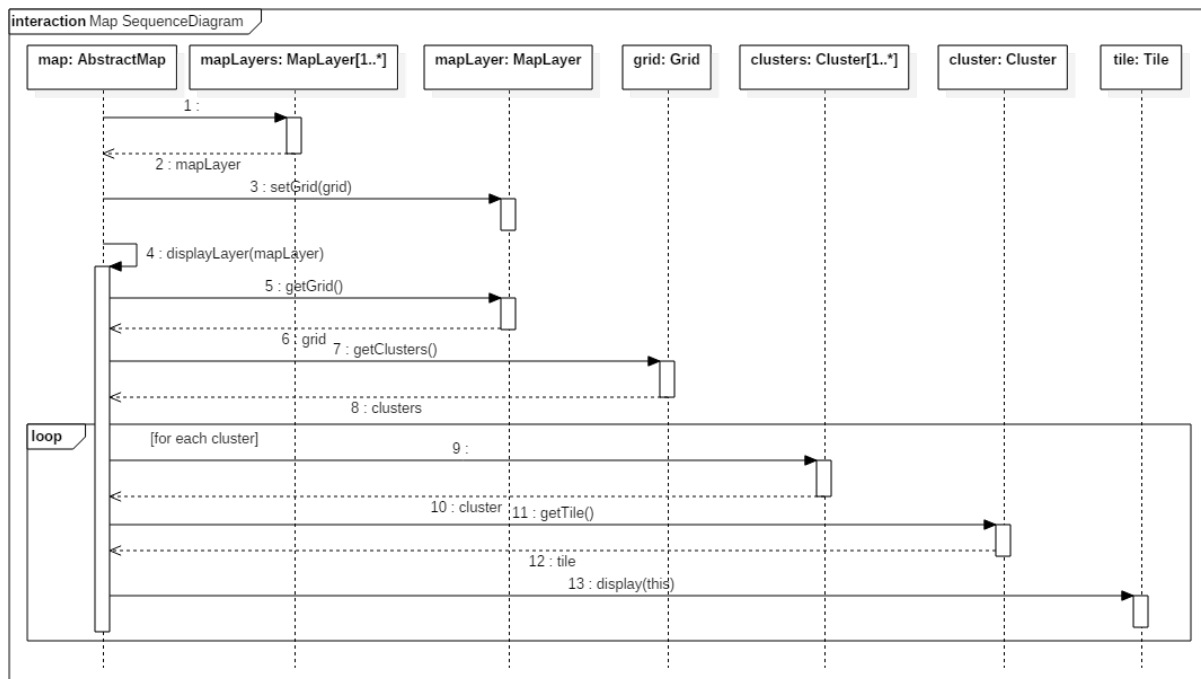 interaction Map SequenceDiagram
map: AbstractMap
mapLayers: MapLayer[1..*]
mapLayer: MapLayer
grid: Grid
clusters: Cluster[1..*]
cluster: Cluster
tile: Tile
1 :
2 : mapLayer
3 : setGrid(grid)
4 : displayLayer(mapLayer)
5 : getGrid()
6 : grid
7 : getClusters()
8 : clusters
loop
[for each cluster]
9 :
10 : cluster
11 : getTile()
12 : tile
13 : display(this)